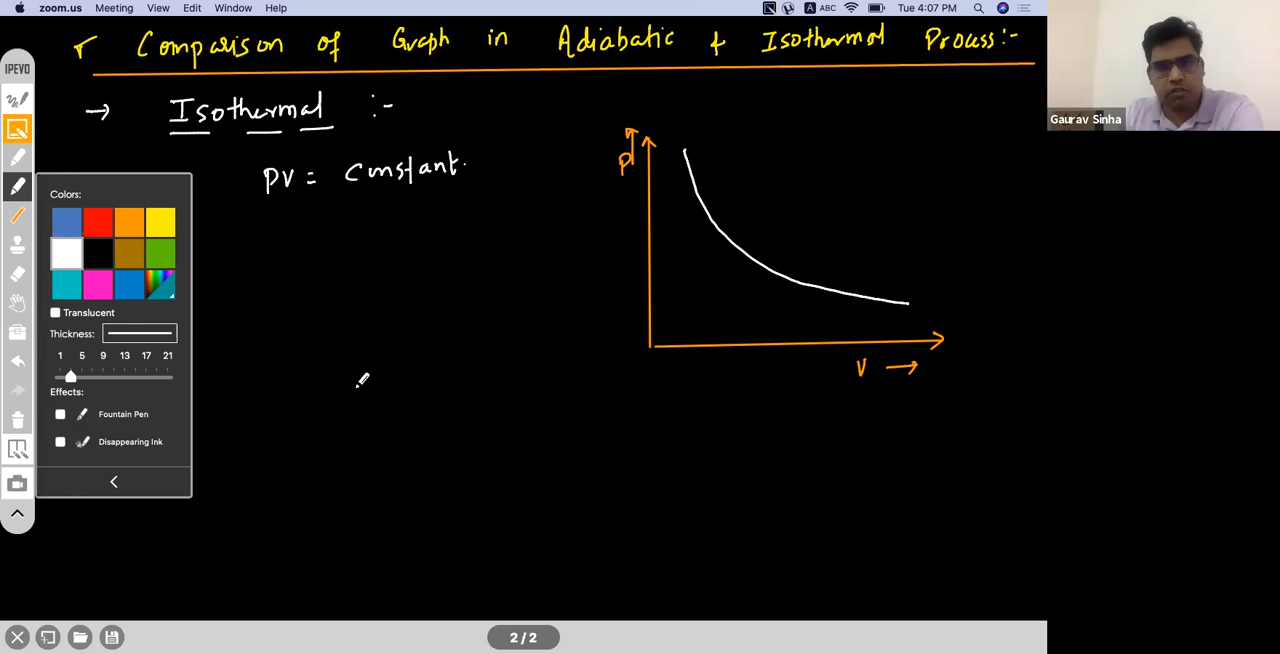 zoom.us Meeting View Edit Window Help A ABC Tue 4:07 PM
Comparison of Graph in Adiabatic & Isothermal Process:-
IPEVO
→ Isothermal :-
PV = Constant.
P
V →
Gaurav Sinha
Colors:
Translucent
Thickness:
1 5 9 13 17 21
Effects:
Fountain Pen
Disappearing Ink
2 / 2